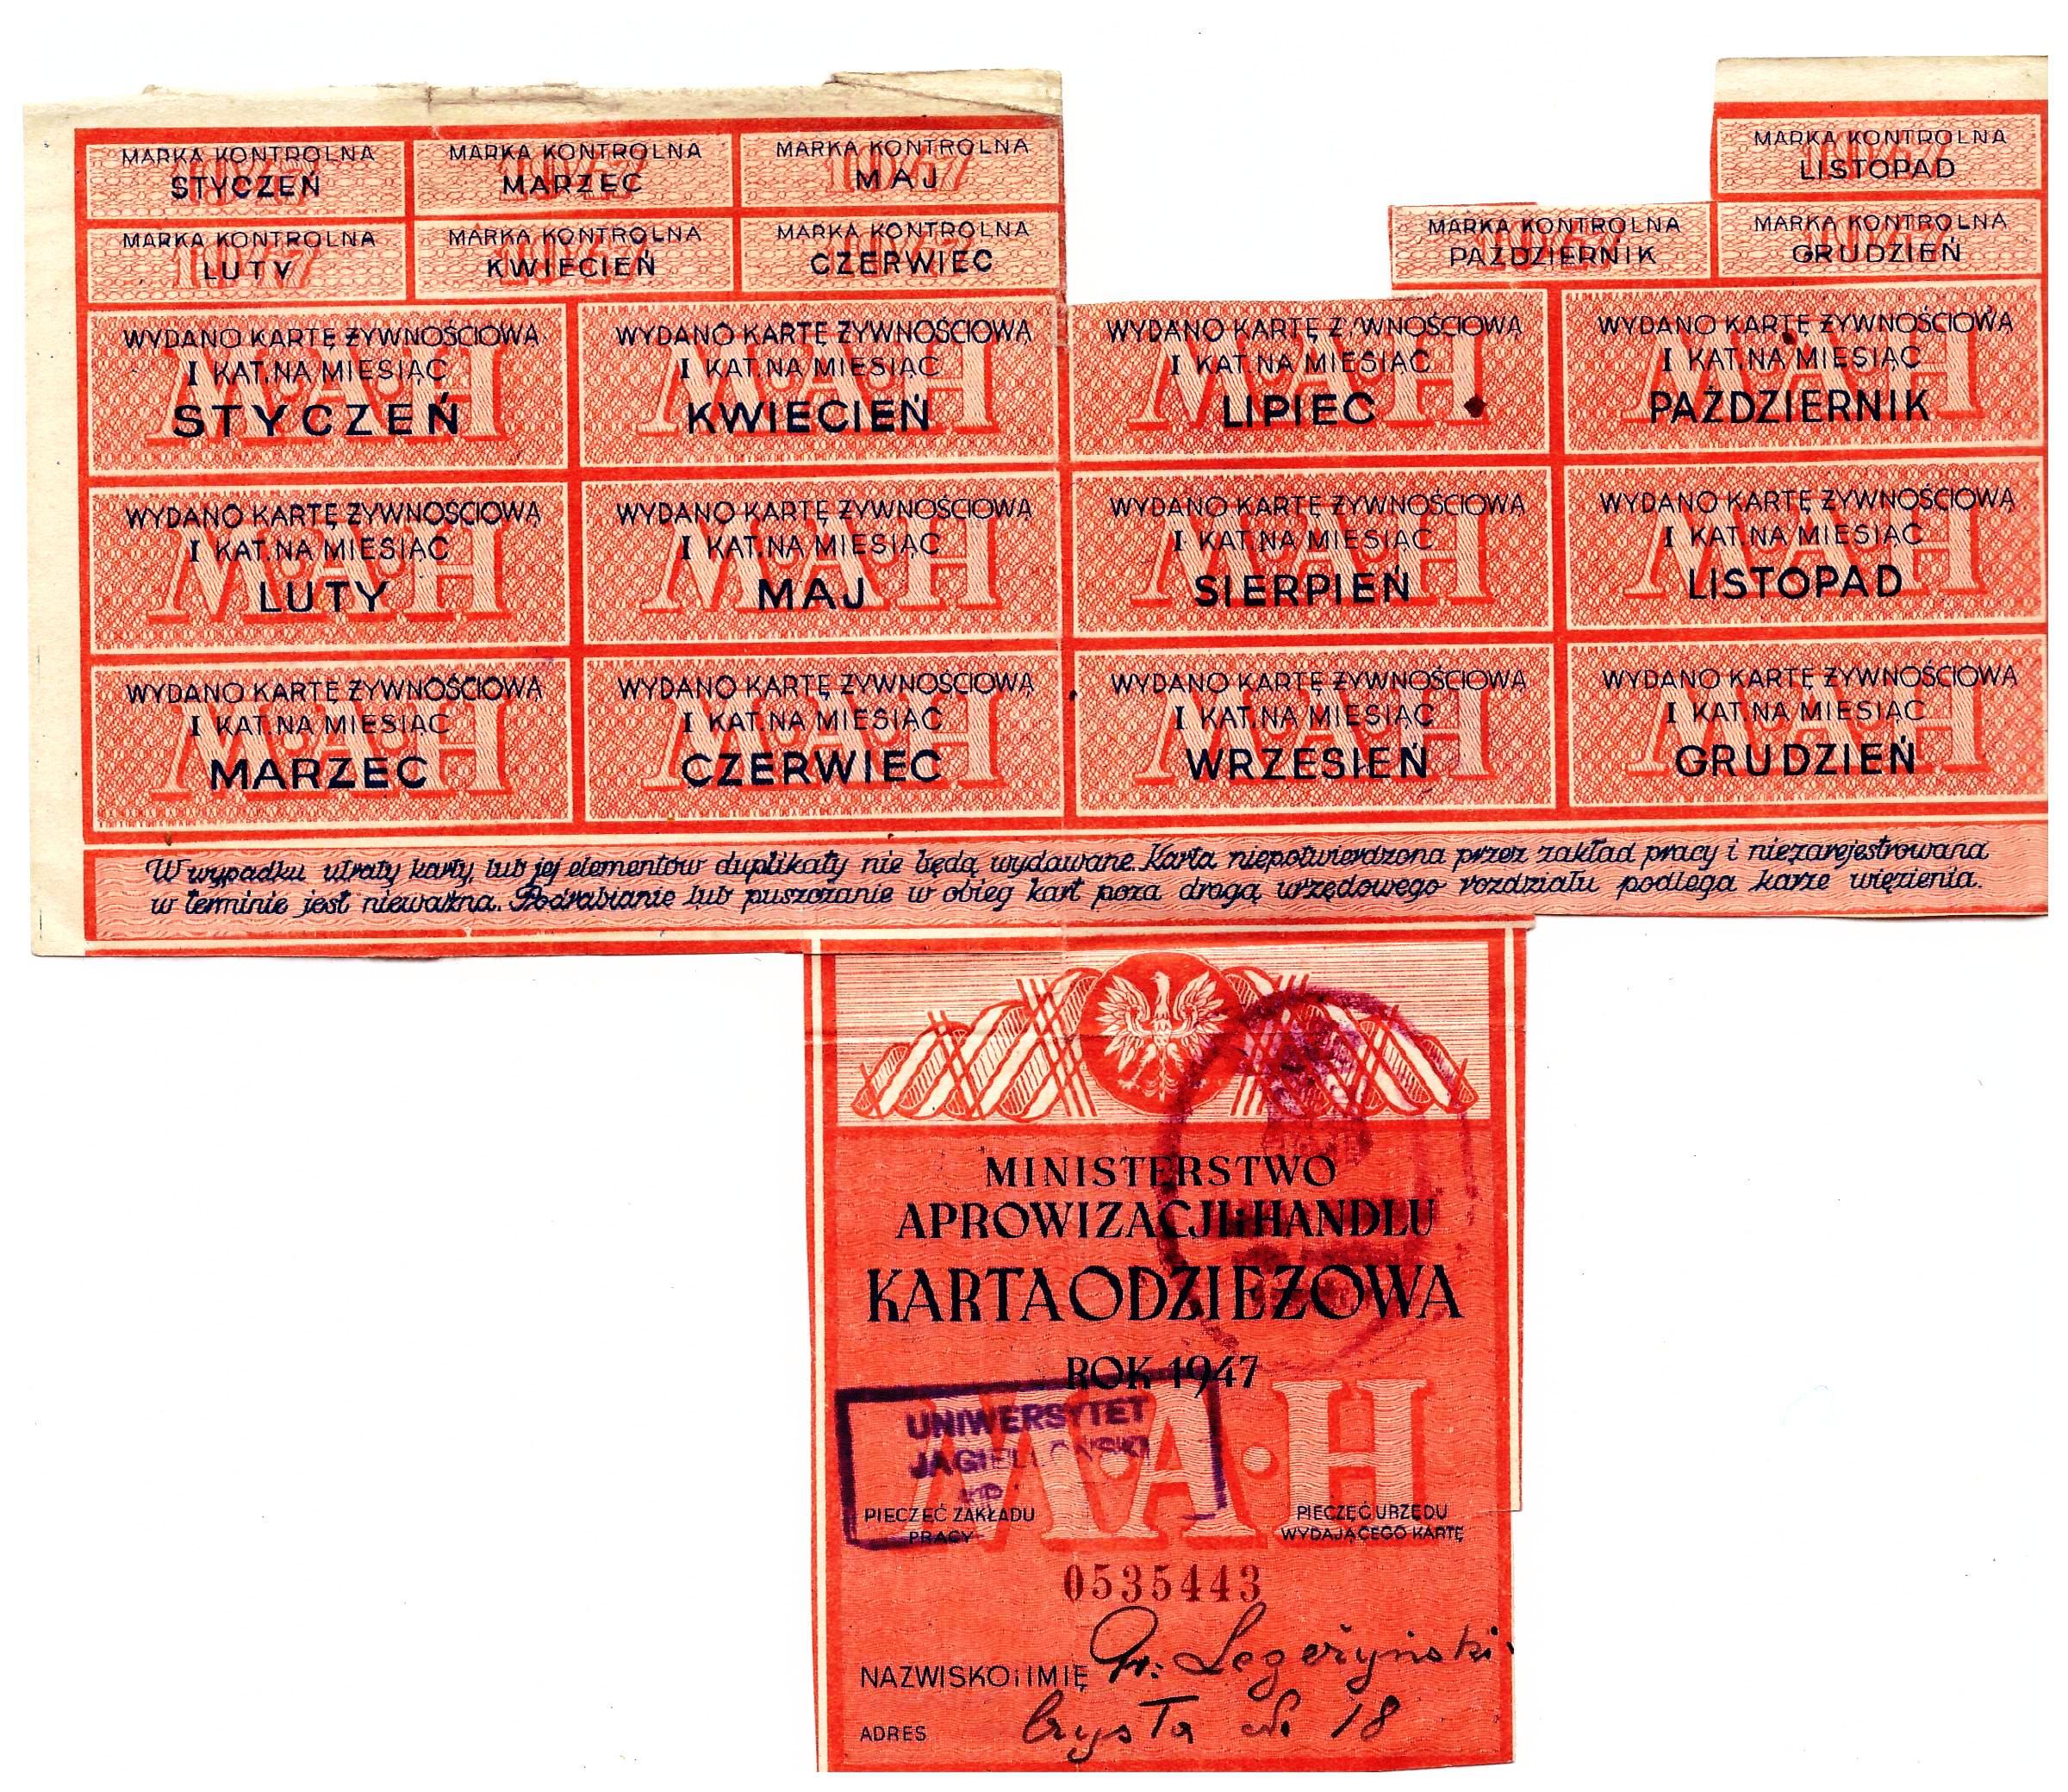 MARKA KONTROLNA
STYCZEŃ
MARKA KONTROLNA
MARZEC
MARKA KONTROLNA
MAJ
MARKA KONTROLNA
LISTOPAD
MARKA KONTROLNA
LUTY
MARKA KONTROLNA
KWIECIEŃ
MARKA KONTROLNA
CZERWIEC
MARKA KONTROLNA
PAŹDZIERNIK
MARKA KONTROLNA
GRUDZIEŃ
WYDANO KARTĘ ŻYWNOŚCIOWĄ
I KAT. NA MIESIĄC
STYCZEŃ
WYDANO KARTĘ ŻYWNOŚCIOWĄ
I KAT. NA MIESIĄC
KWIECIEŃ
WYDANO KARTĘ ŻYWNOŚCIOWĄ
I KAT. NA MIESIĄC
LIPIEC
WYDANO KARTĘ ŻYWNOŚCIOWĄ
I KAT. NA MIESIĄC
PAŹDZIERNIK
WYDANO KARTĘ ŻYWNOŚCIOWĄ
I KAT. NA MIESIĄC
LUTY
WYDANO KARTĘ ŻYWNOŚCIOWĄ
I KAT. NA MIESIĄC
MAJ
WYDANO KARTĘ ŻYWNOŚCIOWĄ
I KAT. NA MIESIĄC
SIERPIEŃ
WYDANO KARTĘ ŻYWNOŚCIOWĄ
I KAT. NA MIESIĄC
LISTOPAD
WYDANO KARTĘ ŻYWNOŚCIOWĄ
I KAT. NA MIESIĄC
MARZEC
WYDANO KARTĘ ŻYWNOŚCIOWĄ
I KAT. NA MIESIĄC
CZERWIEC
WYDANO KARTĘ ŻYWNOŚCIOWĄ
I KAT. NA MIESIĄC
WRZESIEŃ
WYDANO KARTĘ ŻYWNOŚCIOWĄ
I KAT. NA MIESIĄC
GRUDZIEŃ
W wypadku utraty karty, lub jej elementów duplikaty nie będą wydawane. Karta niepotwierdzona przez zakład pracy i niezarejestrowana
w terminie jest nieważna. Podrabianie lub puszczanie w obieg kart poza drogą urzędowego rozdziału podlega karze więzienia.
MINISTERSTWO
APROWIZACJI i HANDLU
KARTA ODZIEŻOWA
ROK 1947
M·A·H
UNIWERSYTET
JAGIELLOŃSKI
PIECZEĆ ZAKŁADU
PRACY
PIECZĘĆ URZĘDU
WYDAJĄCEGO KARTĘ
0535443
NAZWISKO i IMIĘ Legeżyński
ADRES Czysta 18